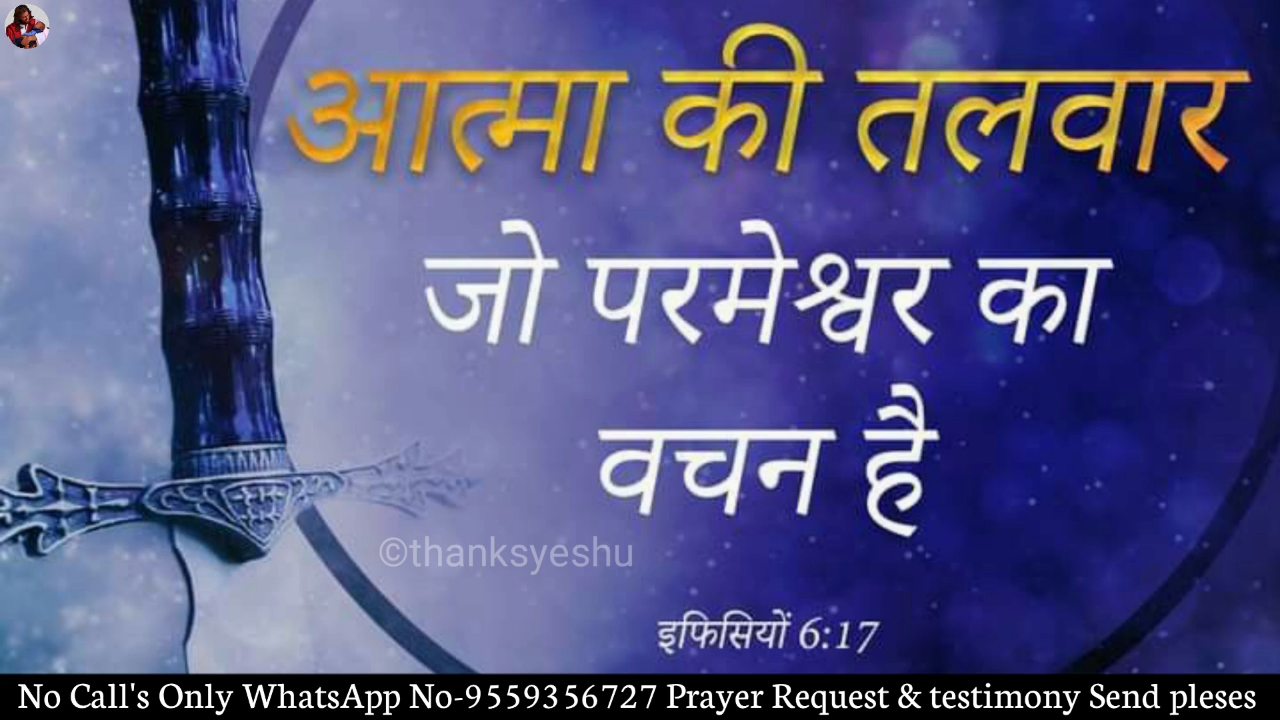 आत्मा की तलवार
जो परमेश्वर का
वचन है
©thanksyeshu
इफिसियों 6:17
No Call's Only WhatsApp No-9559356727 Prayer Request & testimony Send pleses